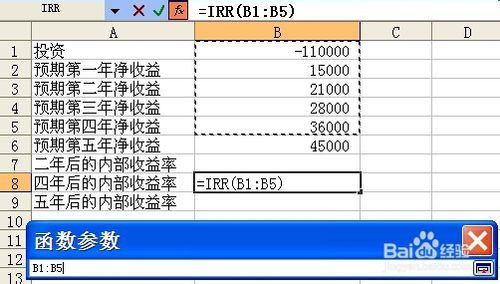 IRR =IRR(B1:B5)
A B C D
1 投资 -110000
2 预期第一年净收益 15000
3 预期第二年净收益 21000
4 预期第三年净收益 28000
5 预期第四年净收益 36000
6 预期第五年净收益 45000
7 二年后的内部收益率
8 四年后的内部收益率 =IRR(B1:B5)
9 五年后的内部收益率
10
11 函数参数
12
13 B1:B5
Bai 经验
jingyan.baidu.com